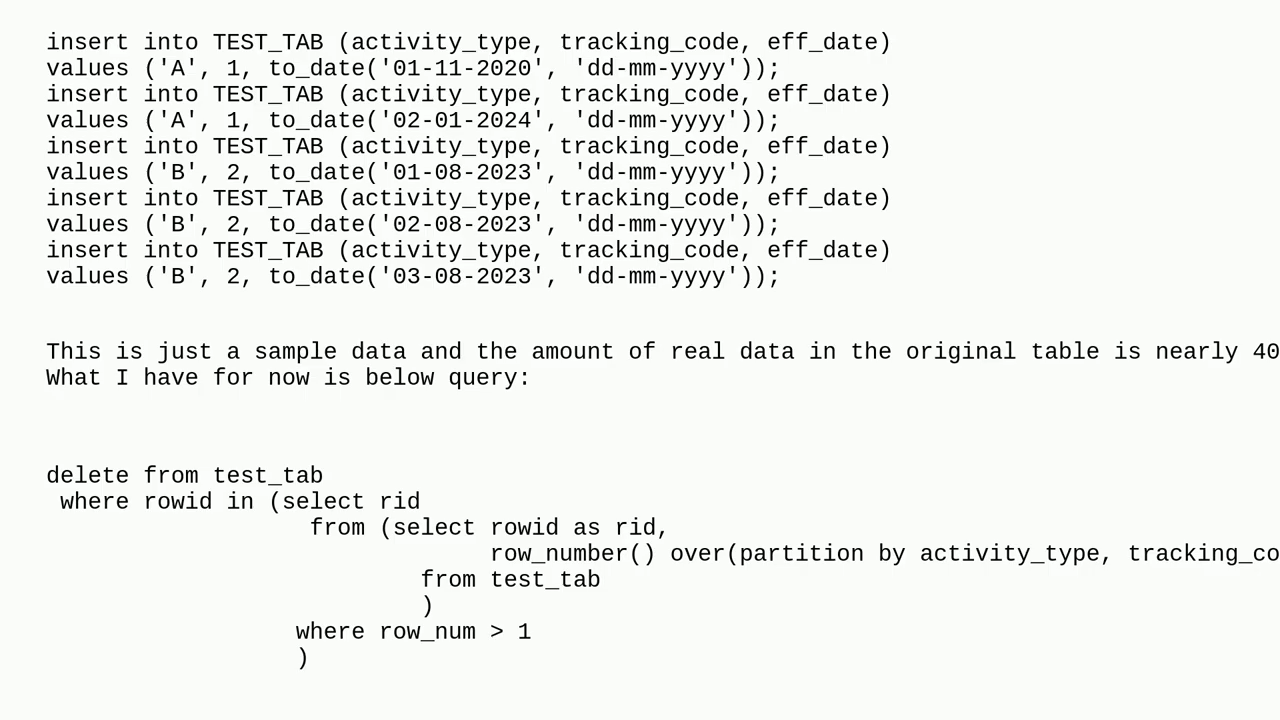 insert into TEST_TAB (activity_type, tracking_code, eff_date)
values ('A', 1, to_date('01-11-2020', 'dd-mm-yyyy'));
insert into TEST_TAB (activity_type, tracking_code, eff_date)
values ('A', 1, to_date('02-01-2024', 'dd-mm-yyyy'));
insert into TEST_TAB (activity_type, tracking_code, eff_date)
values ('B', 2, to_date('01-08-2023', 'dd-mm-yyyy'));
insert into TEST_TAB (activity_type, tracking_code, eff_date)
values ('B', 2, to_date('02-08-2023', 'dd-mm-yyyy'));
insert into TEST_TAB (activity_type, tracking_code, eff_date)
values ('B', 2, to_date('03-08-2023', 'dd-mm-yyyy'));
This is just a sample data and the amount of real data in the original table is nearly 40
What I have for now is below query:
delete from test_tab
where rowid in (select rid
from (select rowid as rid,
row_number() over(partition by activity_type, tracking_co
from test_tab
)
where row_num > 1
)